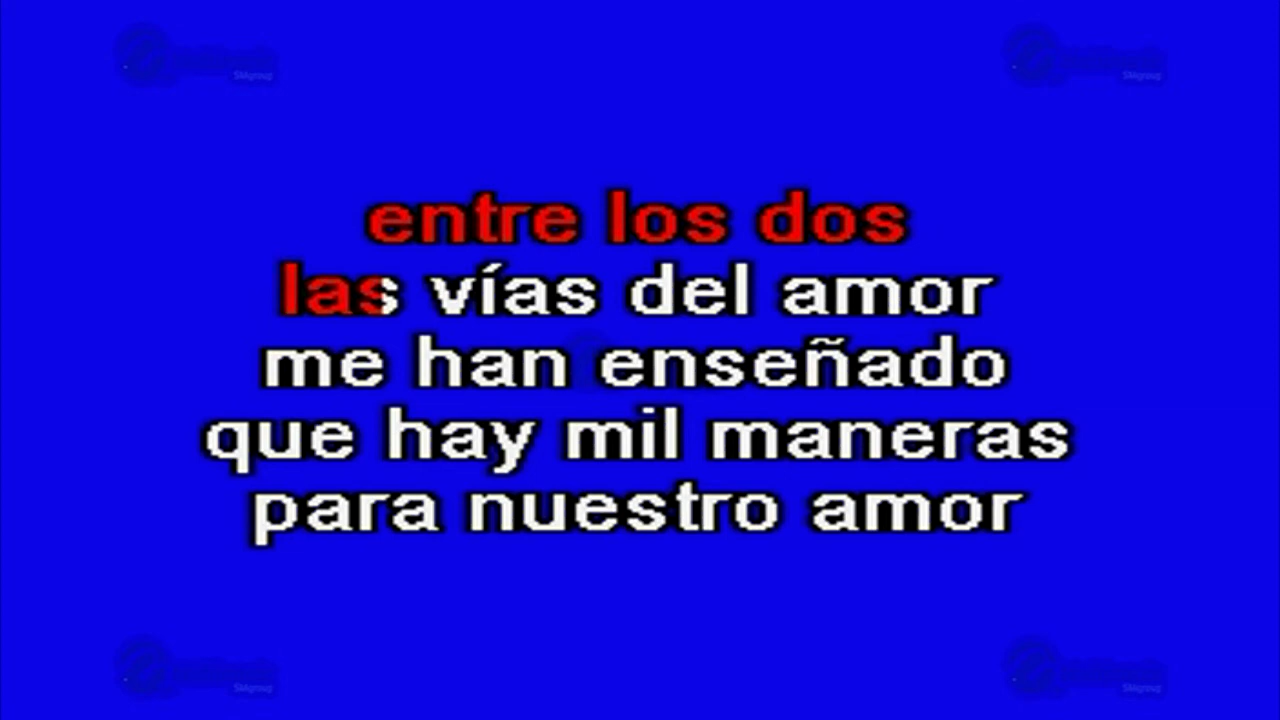 entre los dos
las vías del amor
me han enseñado
que hay mil maneras
para nuestro amor